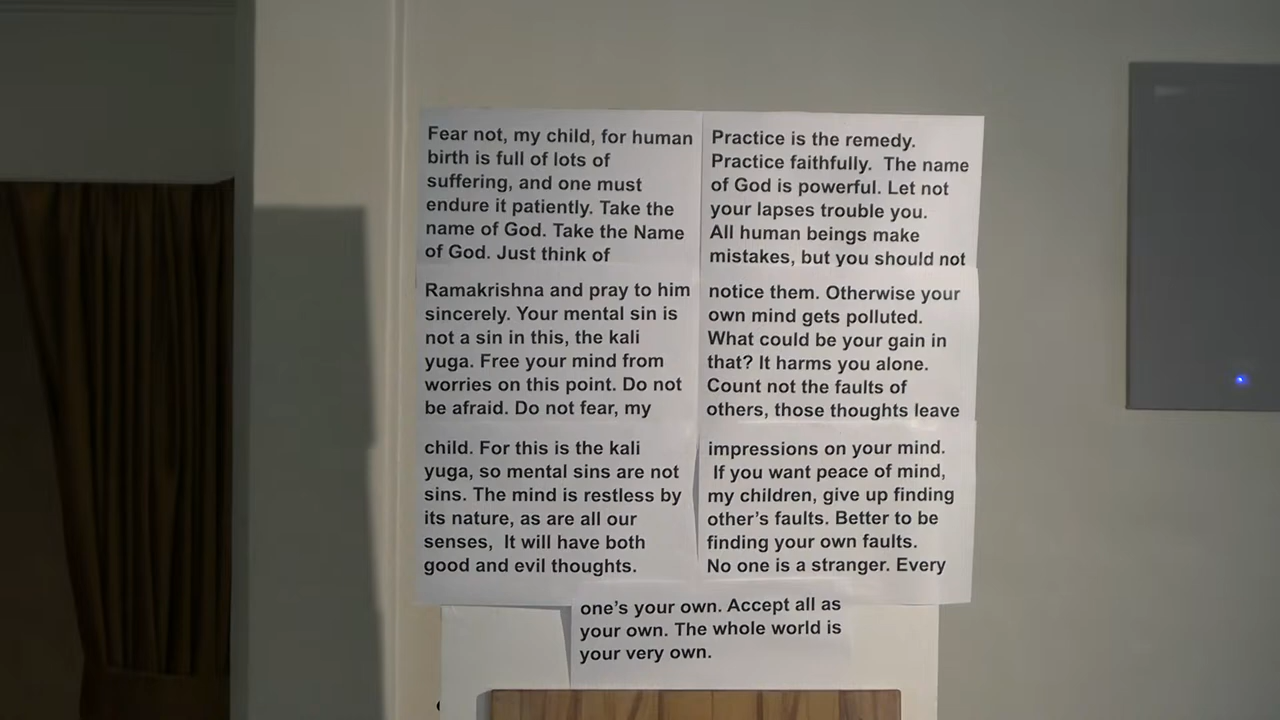 Fear not, my child, for human
birth is full of lots of
suffering, and one must
endure it patiently. Take the
name of God. Take the Name
of God. Just think of
Ramakrishna and pray to him
sincerely. Your mental sin is
not a sin in this, the kali
yuga. Free your mind from
worries on this point. Do not
be afraid. Do not fear, my
child. For this is the kali
yuga, so mental sins are not
sins. The mind is restless by
its nature, as are all our
senses,  It will have both
good and evil thoughts.
Practice is the remedy.
Practice faithfully.  The name
of God is powerful. Let not
your lapses trouble you.
All human beings make
mistakes, but you should not
notice them. Otherwise your
own mind gets polluted.
What could be your gain in
that? It harms you alone.
Count not the faults of
others, those thoughts leave
impressions on your mind.
If you want peace of mind,
my children, give up finding
other's faults. Better to be
finding your own faults.
No one is a stranger. Every
one's your own. Accept all as
your own. The whole world is
your very own.